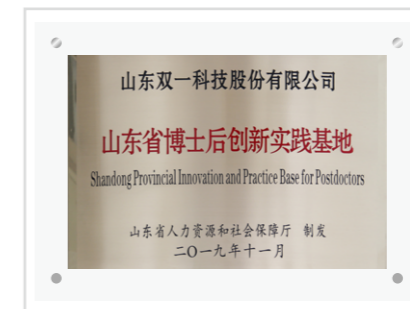 山东双一科技股份有限公司
山东省博士后创新实践基地
Shandong Provincial Innovation and Practice Base for Postdoctors
山东省人力资源和社会保障厅 制发
二〇一九年十一月